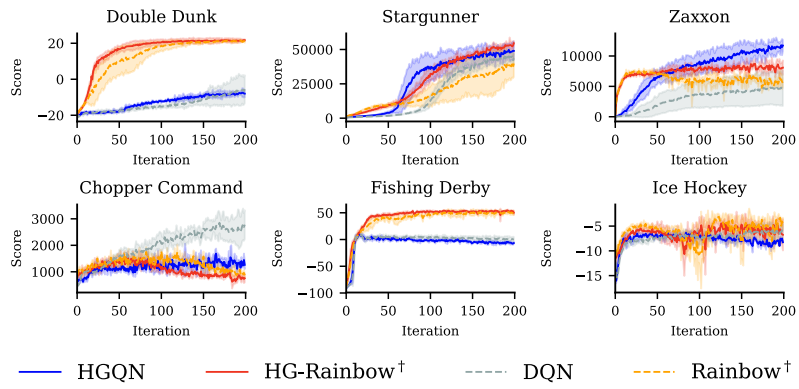 Double Dunk
Stargunner
Zaxxon
Score
20
0
−20
0
50
100
150
200
Iteration
Score
50000
25000
0
0
50
100
150
200
Iteration
Score
10000
5000
0
0
50
100
150
200
Iteration
Chopper Command
Fishing Derby
Ice Hockey
Score
3000
2000
1000
0
50
100
150
200
Iteration
Score
50
0
−50
−100
0
50
100
150
200
Iteration
Score
−5
−10
−15
0
50
100
150
200
Iteration
HGQN
HG-Rainbow†
DQN
Rainbow†